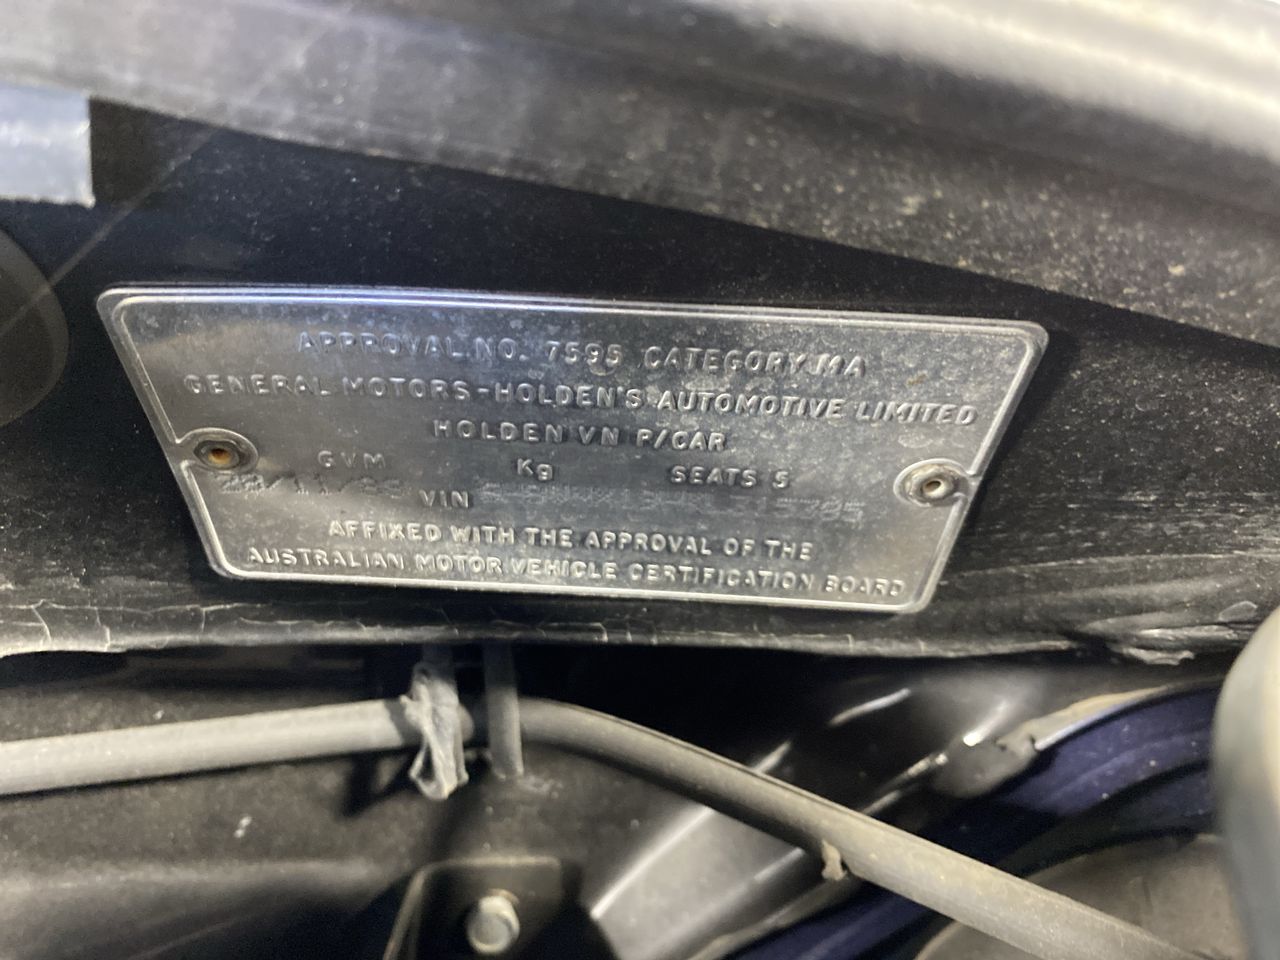 APPROVAL NO. 7595 CATEGORY MA
GENERAL MOTORS-HOLDEN'S AUTOMOTIVE LIMITED
HOLDEN VN P/CAR
GVM Kg SEATS 5
VIN
AFFIXED WITH THE APPROVAL OF THE
AUSTRALIAN MOTOR VEHICLE CERTIFICATION BOARD